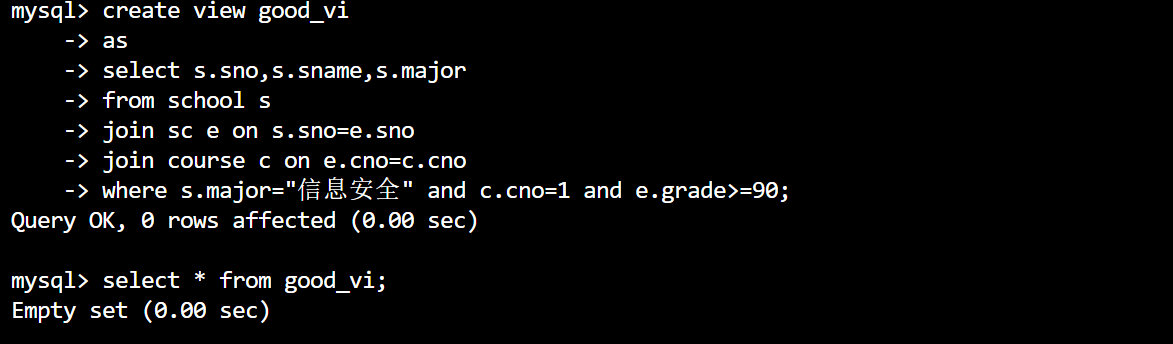 mysql> create view good_vi
-> as
-> select s.sno,s.sname,s.major
-> from school s
-> join sc e on s.sno=e.sno
-> join course c on e.cno=c.cno
-> where s.major="信息安全" and c.cno=1 and e.grade>=90;
Query OK, 0 rows affected (0.00 sec)
mysql> select * from good_vi;
Empty set (0.00 sec)